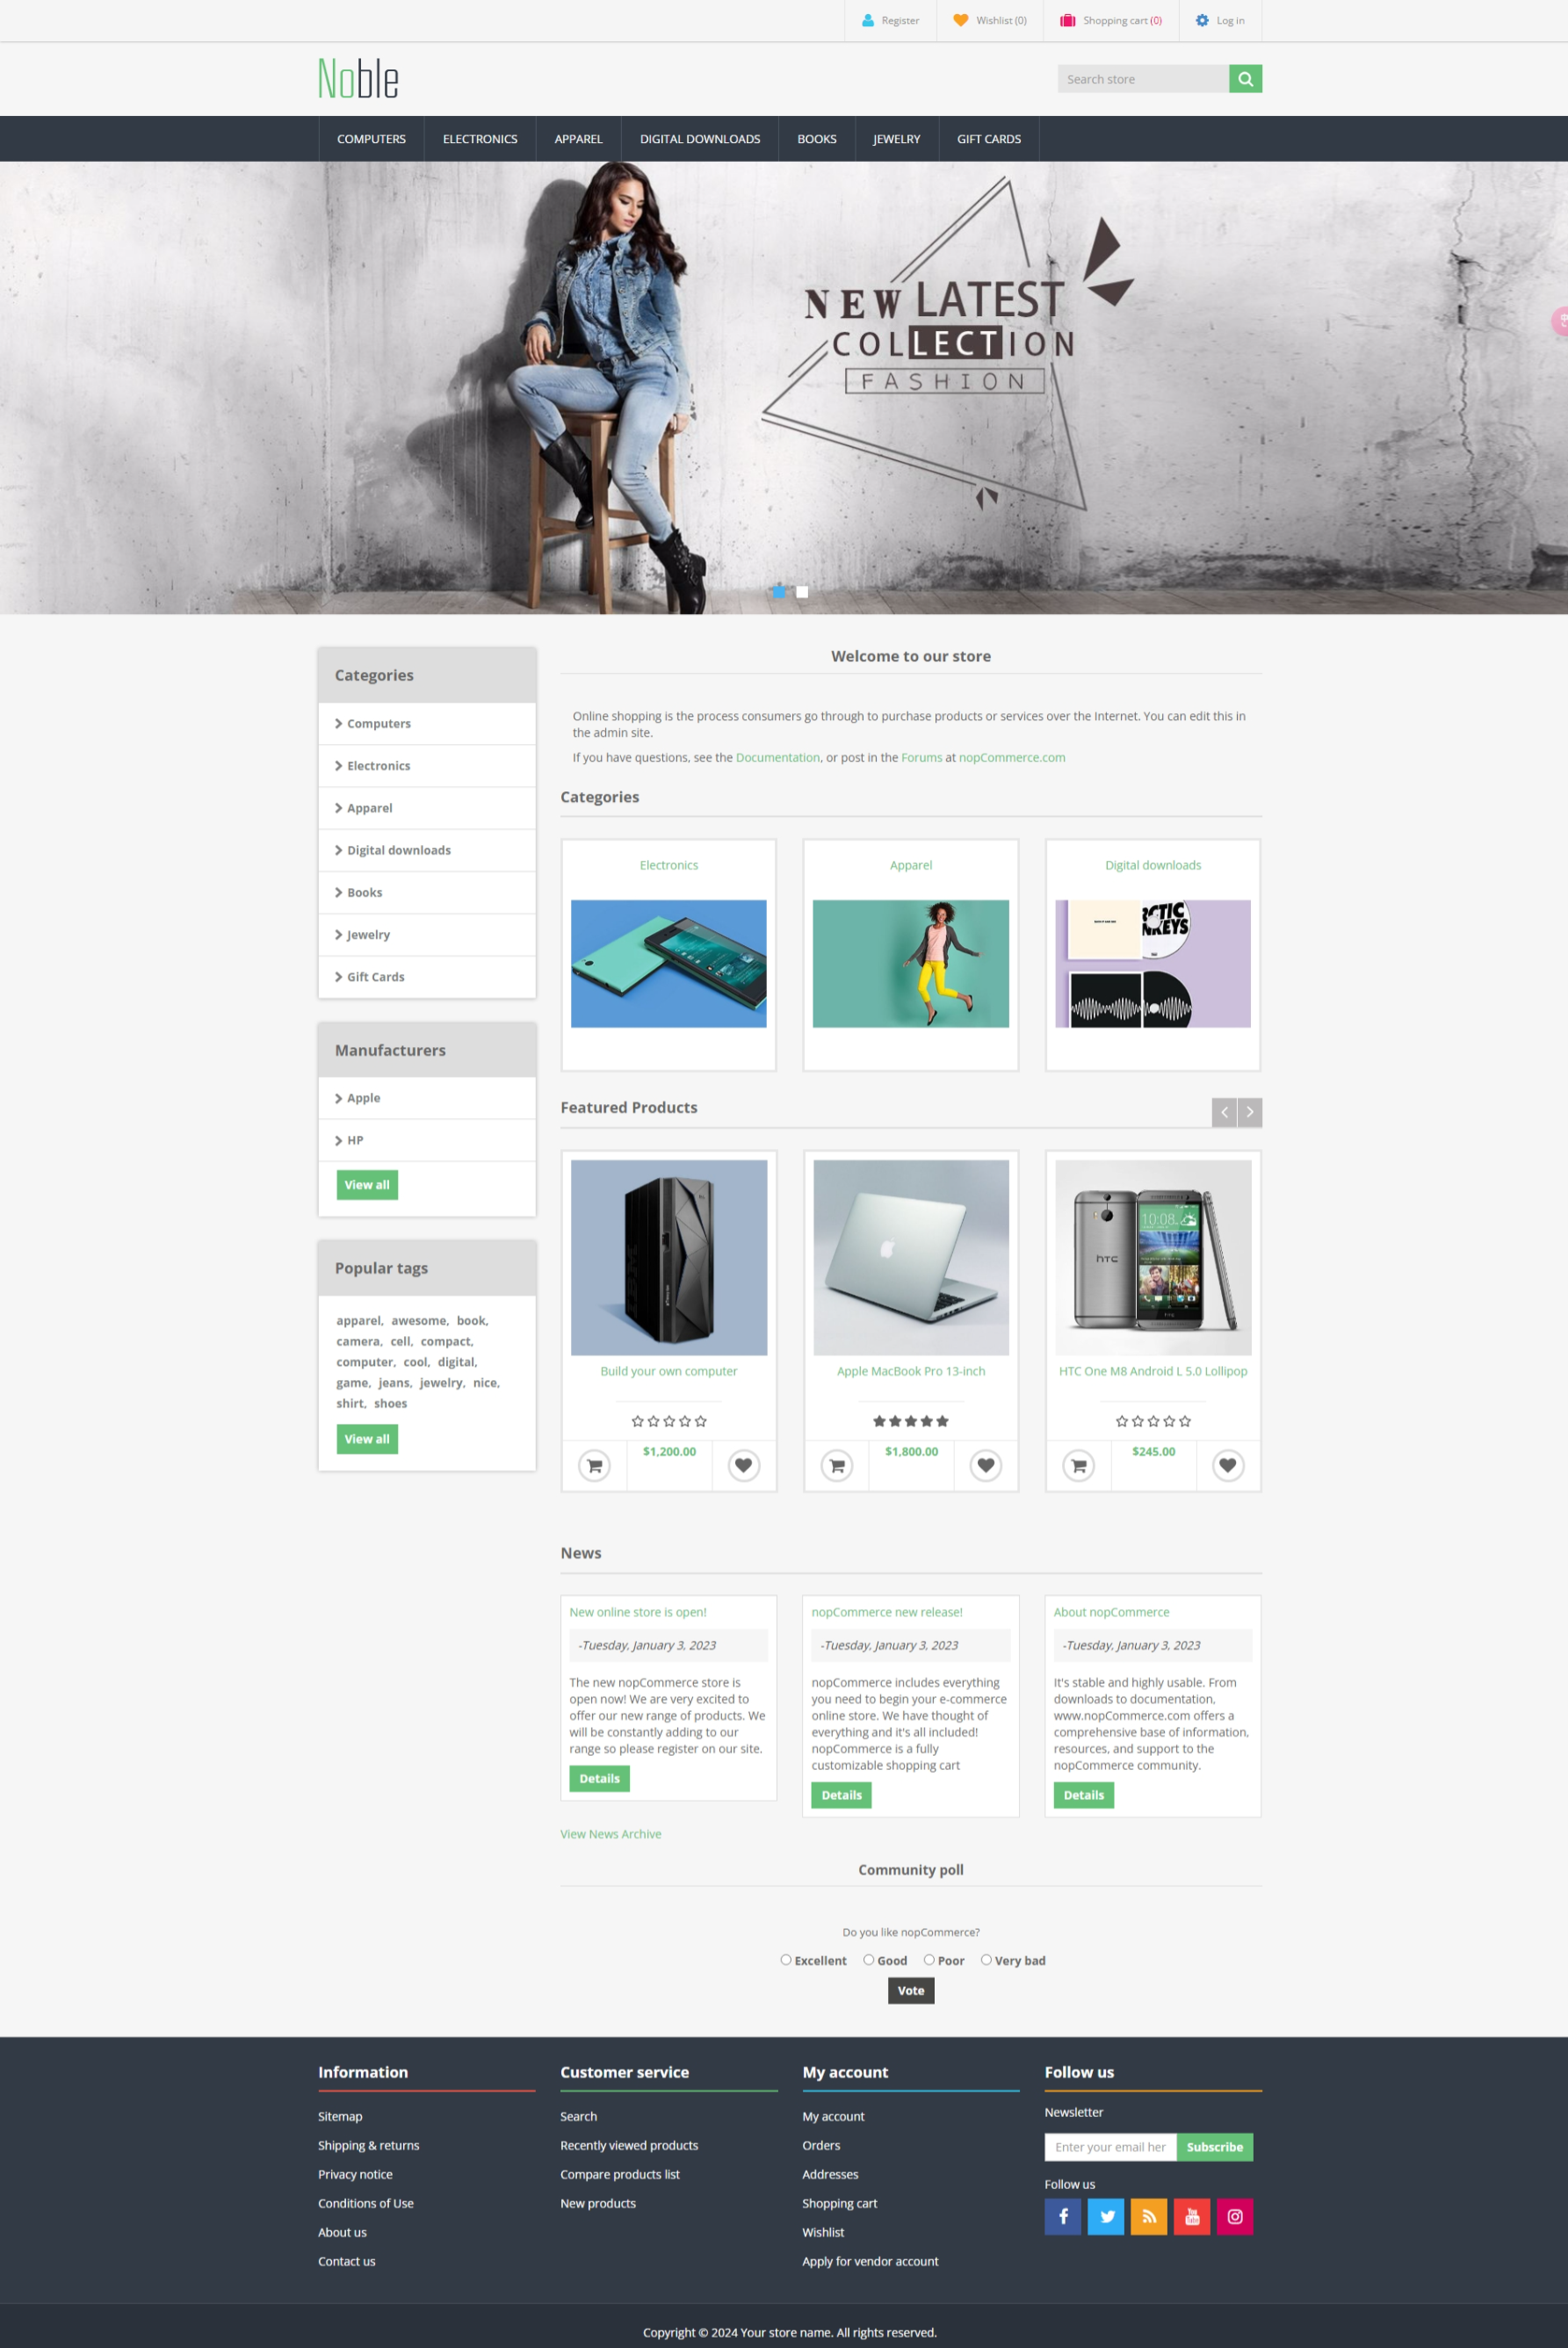 Register
Wishlist (0)
Shopping cart (0)
Log in
Noble
Search store
COMPUTERS
ELECTRONICS
APPAREL
DIGITAL DOWNLOADS
BOOKS
JEWELRY
GIFT CARDS
NEW LATEST
COLLECTION
FASHION
Categories
Computers
Electronics
Apparel
Digital downloads
Books
Jewelry
Gift Cards
Manufacturers
Apple
HP
View all
Popular tags
apparel, awesome, book,
camera, cell, compact,
computer, cool, digital,
game, jeans, jewelry, nice,
shirt, shoes
View all
Welcome to our store
Online shopping is the process consumers go through to purchase products or services over the Internet. You can edit this in
the admin site.
If you have questions, see the Documentation, or post in the Forums at nopCommerce.com
Categories
Electronics
Apparel
Digital downloads
Featured Products
10:08
hTC
Build your own computer
Apple MacBook Pro 13-inch
HTC One M8 Android L 5.0 Lollipop
$1,200.00
$1,800.00
$245.00
News
New online store is open!
-Tuesday, January 3, 2023
The new nopCommerce store is
open now! We are very excited to
offer our new range of products. We
will be constantly adding to our
range so please register on our site.
Details
nopCommerce new release!
-Tuesday, January 3, 2023
nopCommerce includes everything
you need to begin your e-commerce
online store. We have thought of
everything and it's all included!
nopCommerce is a fully
customizable shopping cart
Details
About nopCommerce
-Tuesday, January 3, 2023
It's stable and highly usable. From
downloads to documentation,
www.nopCommerce.com offers a
comprehensive base of information,
resources, and support to the
nopCommerce community.
Details
View News Archive
Community poll
Do you like nopCommerce?
Excellent
Good
Poor
Very bad
Vote
Information
Sitemap
Shipping & returns
Privacy notice
Conditions of Use
About us
Contact us
Customer service
Search
Recently viewed products
Compare products list
New products
My account
My account
Orders
Addresses
Shopping cart
Wishlist
Apply for vendor account
Follow us
Newsletter
Enter your email her
Subscribe
Follow us
Copyright © 2024 Your store name. All rights reserved.